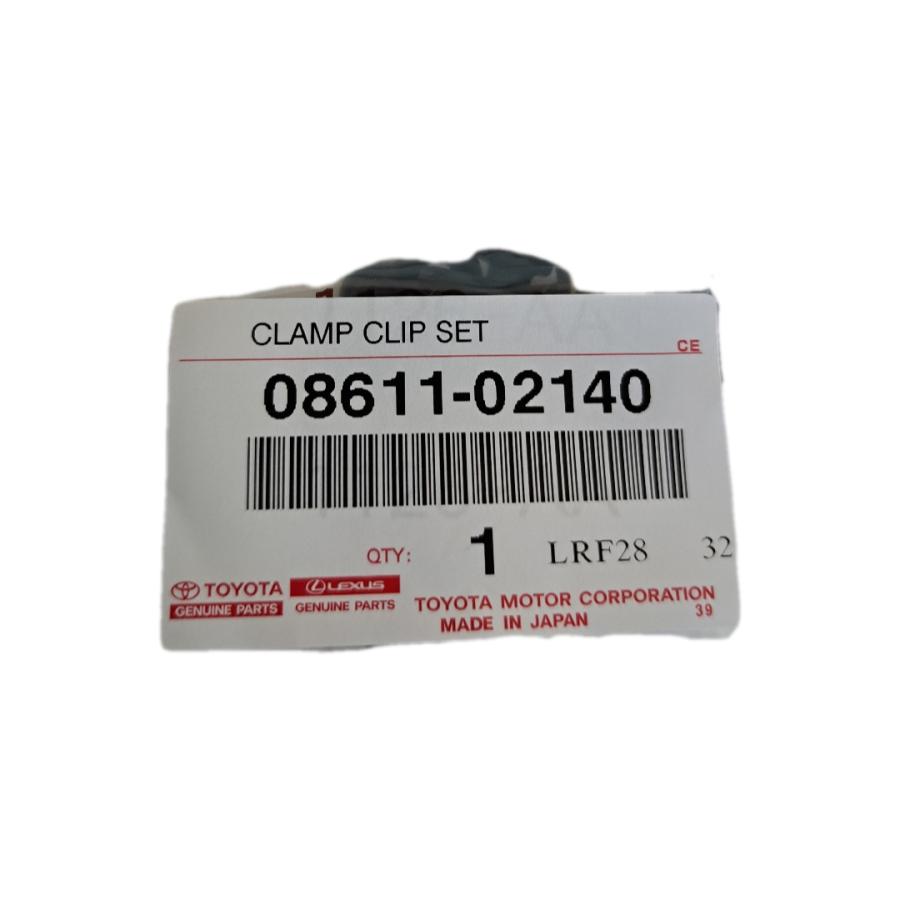 CLAMP CLIP SET
CE
08611-02140
QTY: 1 LRF28 32
TOYOTA LEXUS
GENUINE PARTS GENUINE PARTS
TOYOTA MOTOR CORPORATION
MADE IN JAPAN 39